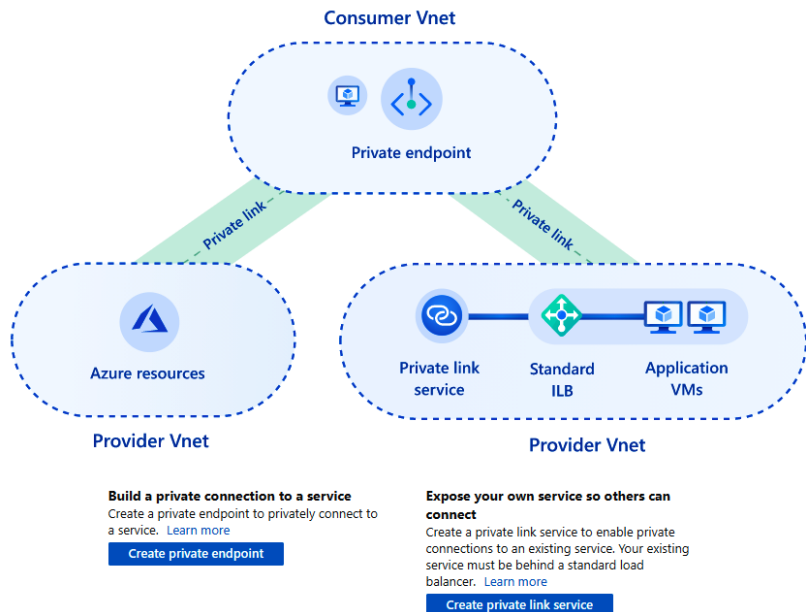 Consumer Vnet
Private endpoint
Private link
Private link
Azure resources
Provider Vnet
Private link
service
Standard
ILB
Application
VMs
Provider Vnet
Build a private connection to a service
Create a private endpoint to privately connect to
a service. Learn more
Create private endpoint
Expose your own service so others can
connect
Create a private link service to enable private
connections to an existing service. Your existing
service must be behind a standard load
balancer. Learn more
Create private link service